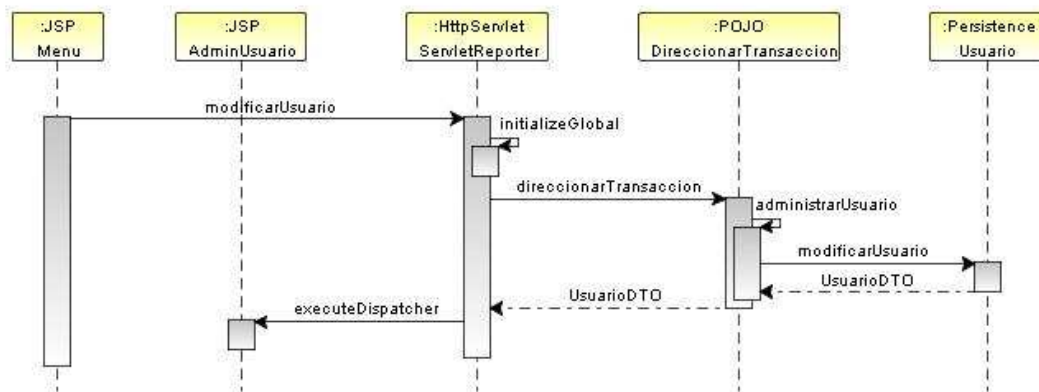 :JSP
Menu
:JSP
AdminUsuario
:HttpServlet
ServletReporter
:POJO
DireccionarTransaccion
:Persistence
Usuario
modificarUsuario
initializeGlobal
direccionarTransaccion
administrarUsuario
modificarUsuario
UsuarioDTO
UsuarioDTO
executeDispatcher